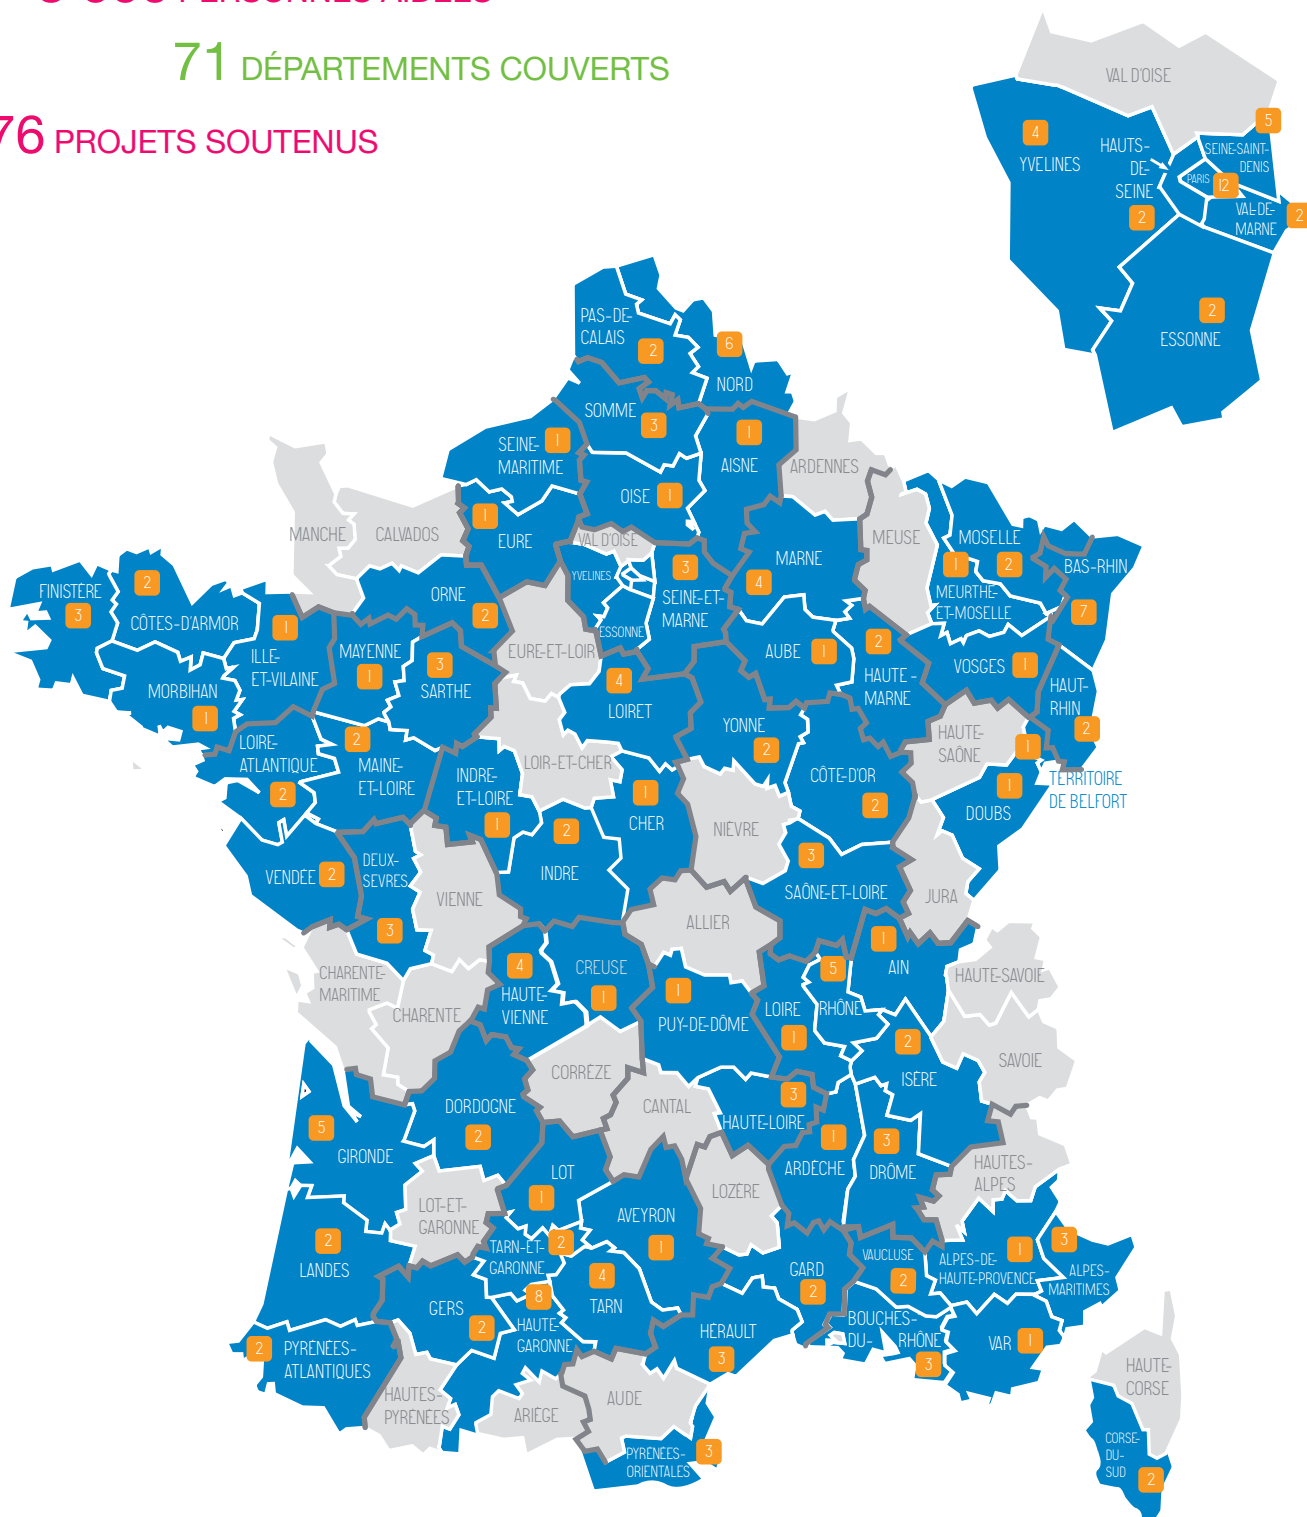 PERSONNES AIDÉES
71 DÉPARTEMENTS COUVERTS
76 PROJETS SOUTENUS
VAL D'OISE
5
4
YVELINES
HAUTS-
DE-
SEINE
2
SEINE-SAINT-
DENIS
PARIS
12
VAL-DE-
MARNE
2
2
ESSONNE
PAS-DE-
CALAIS
2
6
NORD
SOMME
3
SEINE-
MARITIME
1
1
AISNE
ARDENNES
OISE
1
MANCHE
CALVADOS
1
EURE
VAL D'OISE
MEUSE
MOSELLE
1
2
BAS-RHIN
7
MARNE
4
YVELINES
3
SEINE-ET-
MARNE
ESSONNE
MEURTHE-
ET-MOSELLE
FINISTÈRE
3
2
CÔTES-D'ARMOR
1
ILLE-
ET-VILAINE
ORNE
2
MAYENNE
1
3
SARTHE
EURE-ET-LOIR
AUBE
1
2
HAUTE-
MARNE
VOSGES
1
HAUT-
RHIN
2
MORBIHAN
1
4
LOIRET
YONNE
2
HAUTE-
SAÔNE
1
TERRITOIRE
DE BELFORT
LOIRE-
ATLANTIQUE
2
2
MAINE-
ET-LOIRE
INDRE-
ET-LOIRE
1
LOIR-ET-CHER
1
CHER
CÔTE-D'OR
2
1
DOUBS
NIÈVRE
2
INDRE
VENDÉE
2
DEUX-
SEVRES
3
VIENNE
3
SAÔNE-ET-LOIRE
JURA
ALLIER
CHARENTE-
MARITIME
CHARENTE
4
HAUTE-
VIENNE
CREUSE
1
1
PUY-DE-DÔME
LOIRE
1
5
RHÔNE
1
AIN
HAUTE-SAVOIE
SAVOIE
2
ISÈRE
CORRÈZE
CANTAL
3
HAUTE-LOIRE
DORDOGNE
2
5
GIRONDE
1
ARDÈCHE
3
DRÔME
HAUTES-
ALPES
LOT
1
LOZÈRE
LOT-ET-
GARONNE
AVEYRON
1
2
LANDES
TARN-ET-
GARONNE
2
4
TARN
GARD
2
VAUCLUSE
2
ALPES-DE-
HAUTE-PROVENCE
1
3
ALPES-
MARITIMES
GERS
2
8
HAUTE-
GARONNE
HÉRAULT
3
BOUCHES-
DU-
RHÔNE
3
VAR
1
2
PYRÉNÉES-
ATLANTIQUES
HAUTES-
PYRÉNÉES
ARIÈGE
AUDE
PYRÉNÉES-
ORIENTALES
3
HAUTE-
CORSE
CORSE-
DU-
SUD
2